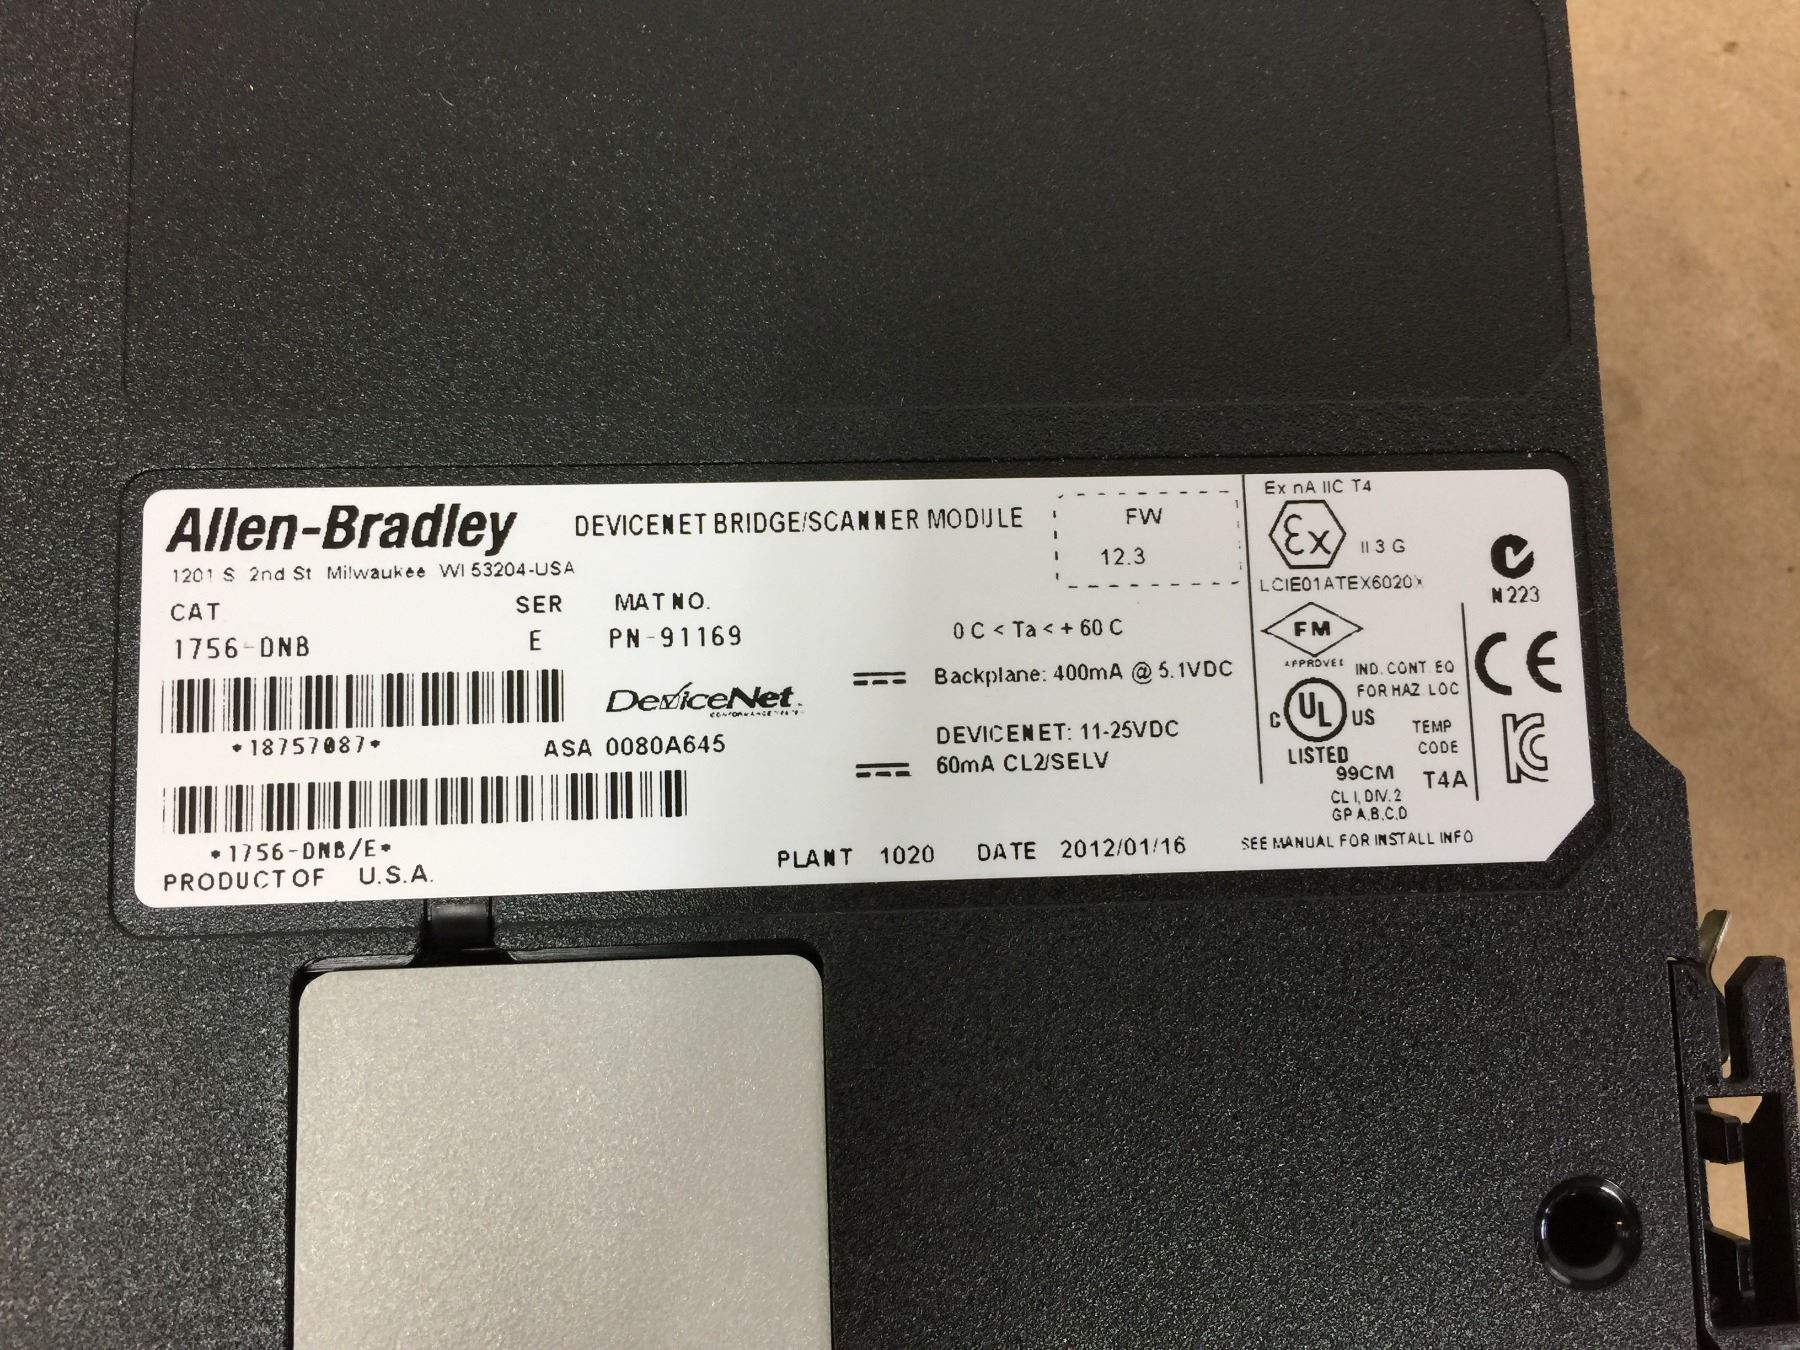 Allen-Bradley
DEVICENET BRIDGE/SCANNER MODULE
1201 S 2nd St Milwaukee WI 53204-USA
CAT
SER
MAT NO.
1756-DNB
E
PN-91169
*18757087*
DeviceNet
ASA 0080A645
*1756-DNB/E*
PRODUCT OF U.S.A.
FW
12.3
0 C < Ta < + 60 C
Backplane: 400mA @ 5.1VDC
DEVICENET: 11-25VDC
60mA CL2/SELV
PLANT 1020 DATE 2012/01/16
Ex nA IIC T4
Ex
II 3 G
LCIE01ATEX6020X
FM
APPROVED
IND. CONT EQ
FOR HAZ LOC
C UL US
LISTED
99CM
CL I, DIV. 2
GP A,B,C,D
TEMP
CODE
T4A
SEE MANUAL FOR INSTALL INFO
N 223
CE